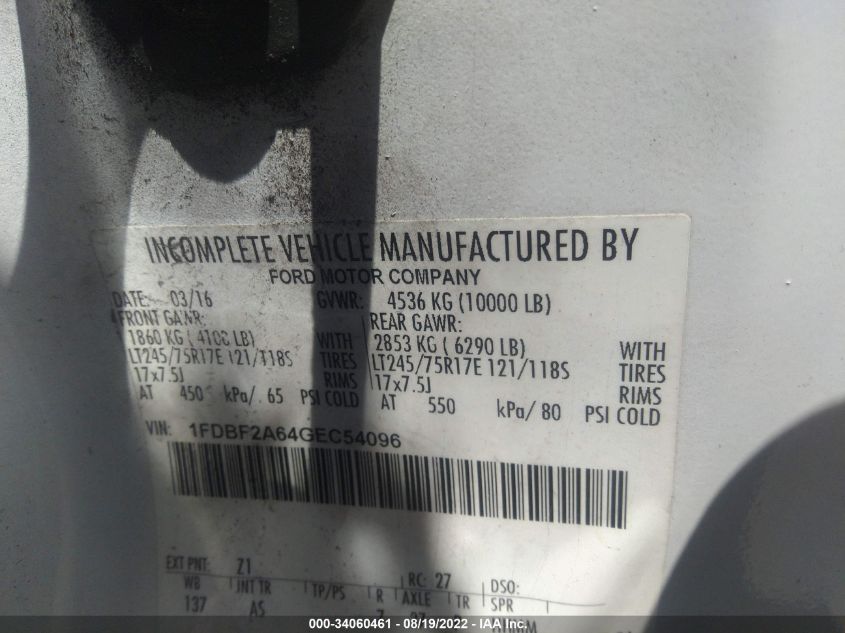 INCOMPLETE VEHICLE MANUFACTURED BY
FORD MOTOR COMPANY
DATE: 03/16 GVWR: 4536 KG (10000 LB)
FRONT GAWR: REAR GAWR:
1860 KG ( 4100 LB) WITH 2853 KG ( 6290 LB) WITH
LT245/75R17E 121/118S TIRES LT245/75R17E 121/118S TIRES
17x7.5J RIMS 17x7.5J RIMS
AT 450 kPa/ 65 PSI COLD AT 550 kPa/ 80 PSI COLD
VIN: 1FDBF2A64GEC54096
EXT PNT: Z1 RC: 27 DSO:
WB INT TR TP/PS R AXLE TR SPR
137 AS
000-34060461 - 08/19/2022 - IAA Inc.